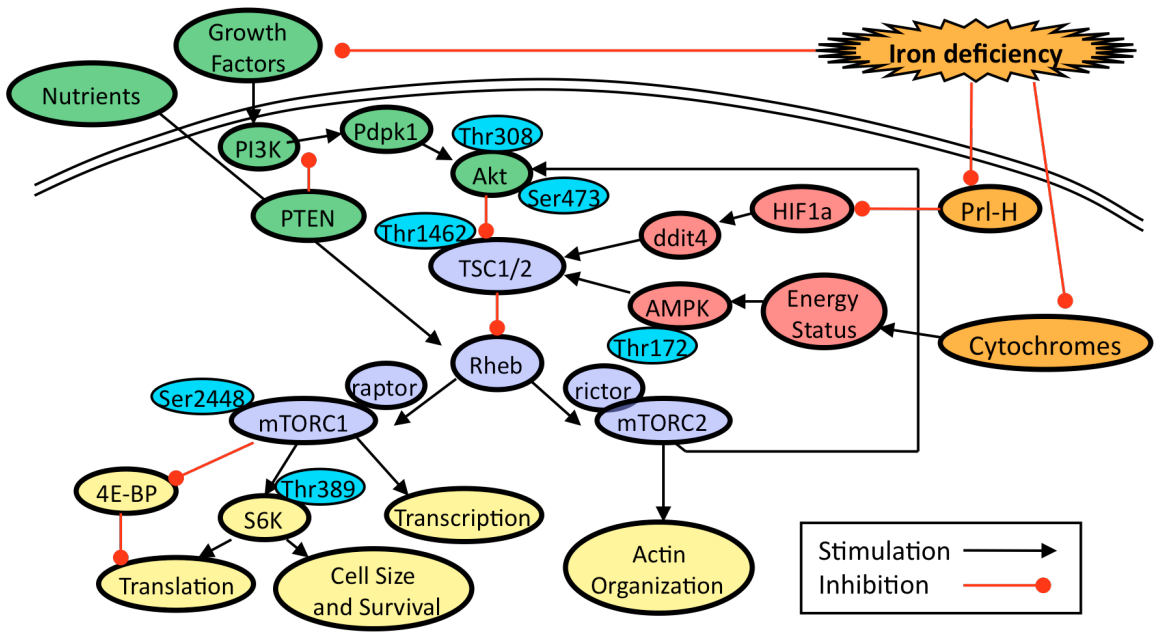 Growth
Factors
Iron deficiency
Nutrients
PI3K
Pdpk1
Thr308
Akt
Ser473
PTEN
Thr1462
TSC1/2
ddit4
HIF1a
Prl-H
AMPK
Thr172
Energy
Status
Cytochromes
Rheb
raptor
rictor
Ser2448
mTORC1
mTORC2
4E-BP
Thr389
S6K
Transcription
Translation
Cell Size
and Survival
Actin
Organization
Stimulation
Inhibition